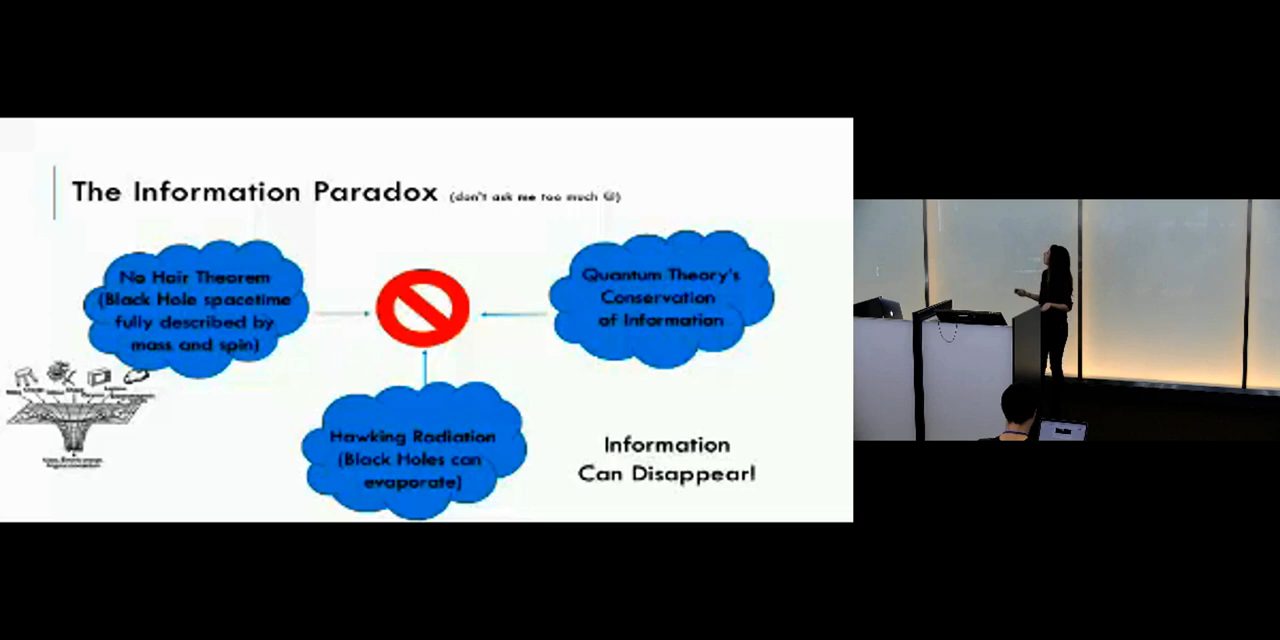 The Information Paradox (don't ask me too much ☺)
No Hair Theorem
(Black Hole spacetime
fully described by
mass and spin)
Quantum Theory's
Conservation
of Information
Hawking Radiation
(Black Holes can
evaporate)
Information
Can Disappear!